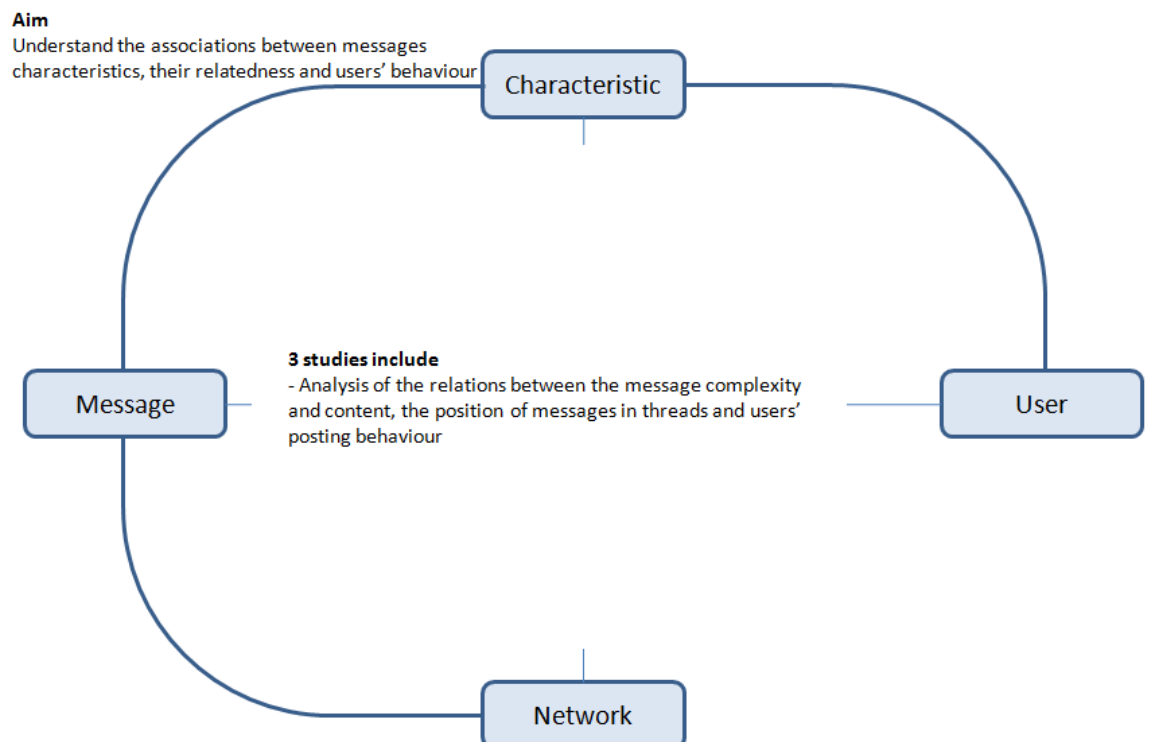 Aim
Understand the associations between messages
characteristics, their relatedness and users’ behaviour
Characteristic
3 studies include
- Analysis of the relations between the message complexity
and content, the position of messages in threads and users’
posting behaviour
Message
User
Network